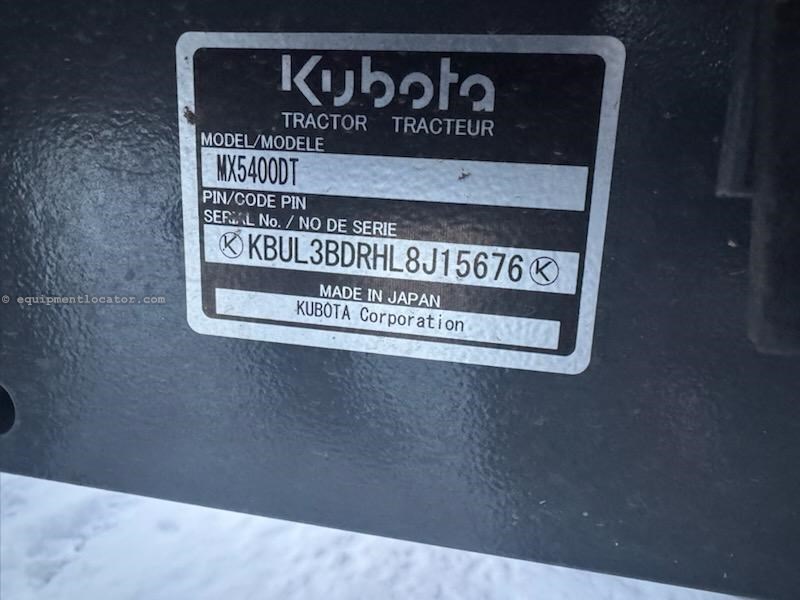 Kubota
TRACTOR TRACTEUR
MODEL/MODELE
MX5400DT
PIN/CODE PIN
SERIAL No. / NO DE SERIE
Ⓚ KBUL3BDRHL8J15676 Ⓚ
MADE IN JAPAN
KUBOTA Corporation
© equipmentlocator.com